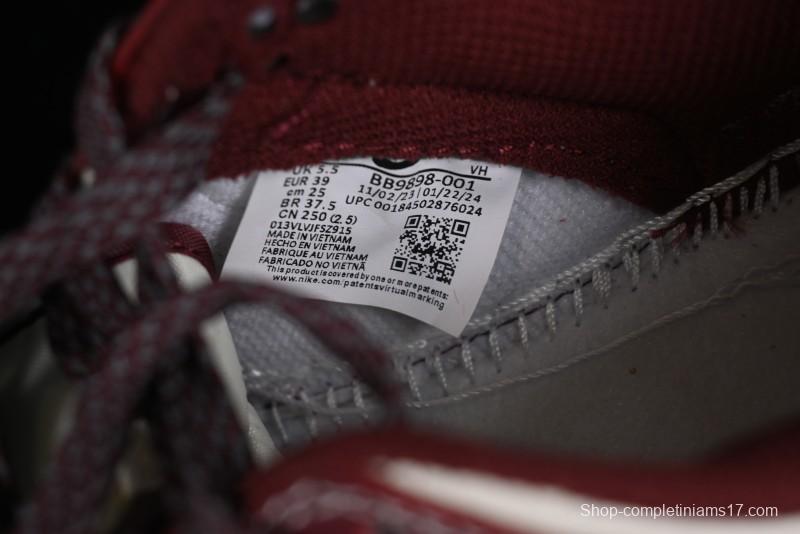 VH
UK 5.5
EUR 39
cm 25
BR 37.5
CN 250 (2.5)
BB9898-001
11/02/23 | 01/22/24
UPC 00184502876024
013VLVJFSZ915
MADE IN VIETNAM
HECHO EN VIETNAM
FABRIQUE AU VIETNAM
FABRICADO NO VIETNÃ
This product is covered by one or more patents:
www.nike.com/patentsvirtualmarking
Shop-completiniams17.com